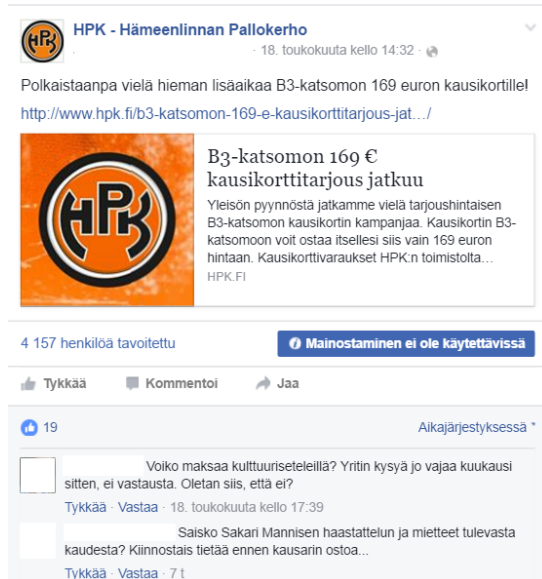 HPK
HPK - Hämeenlinnan Pallokerho
· 18. toukokuuta kello 14:32 ·
Polkaistaanpa vielä hieman lisäaikaa B3-katsomon 169 euron kausikortille!
http://www.hpk.fi/b3-katsomon-169-e-kausikorttitarjous-jat…/
HPK
B3-katsomon 169 €
kausikorttitarjous jatkuu
Yleisön pyynnöstä jatkamme vielä tarjoushintaisen
B3-katsomon kausikortin kampanjaa. Kausikortin B3-
katsomoon voit ostaa itsellesi siis vain 169 euron
hintaan. Kausikorttivaraukset HPK:n toimistolta…
HPK.FI
4 157 henkilöä tavoitettu
Mainostaminen ei ole käytettävissä
Tykkää Kommentoi Jaa
19
Aikajärjestyksessä
Voiko maksaa kulttuuriseteleillä? Yritin kysyä jo vajaa kuukausi
sitten, ei vastausta. Oletan siis, että ei?
Tykkää · Vastaa · 18. toukokuuta kello 17:39
Saisko Sakari Mannisen haastattelun ja mietteet tulevasta
kaudesta? Kiinnostais tietää ennen kausarin ostoa...
Tykkää · Vastaa · 7 t